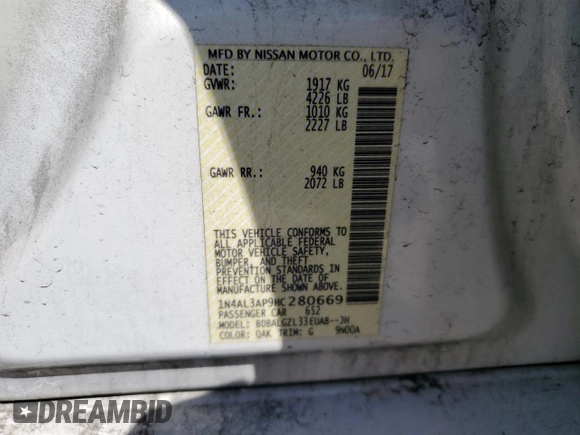 MFD BY NISSAN MOTOR CO., LTD.
DATE: 06/17
GVWR: 1917 KG
4226 LB
GAWR FR.: 1010 KG
2227 LB
GAWR RR.: 940 KG
2072 LB
THIS VEHICLE CONFORMS TO
ALL APPLICABLE FEDERAL
MOTOR VEHICLE SAFETY,
BUMPER, AND THEFT
PREVENTION STANDARDS IN
EFFECT ON THE DATE OF
MANUFACTURE SHOWN ABOVE.
1N4AL3AP9HC280669
PASSENGER CAR 652
MODEL: BDBALGZL33EUAB--JH
COLOR: QAK TRIM: G 9N00A
DREAMBID